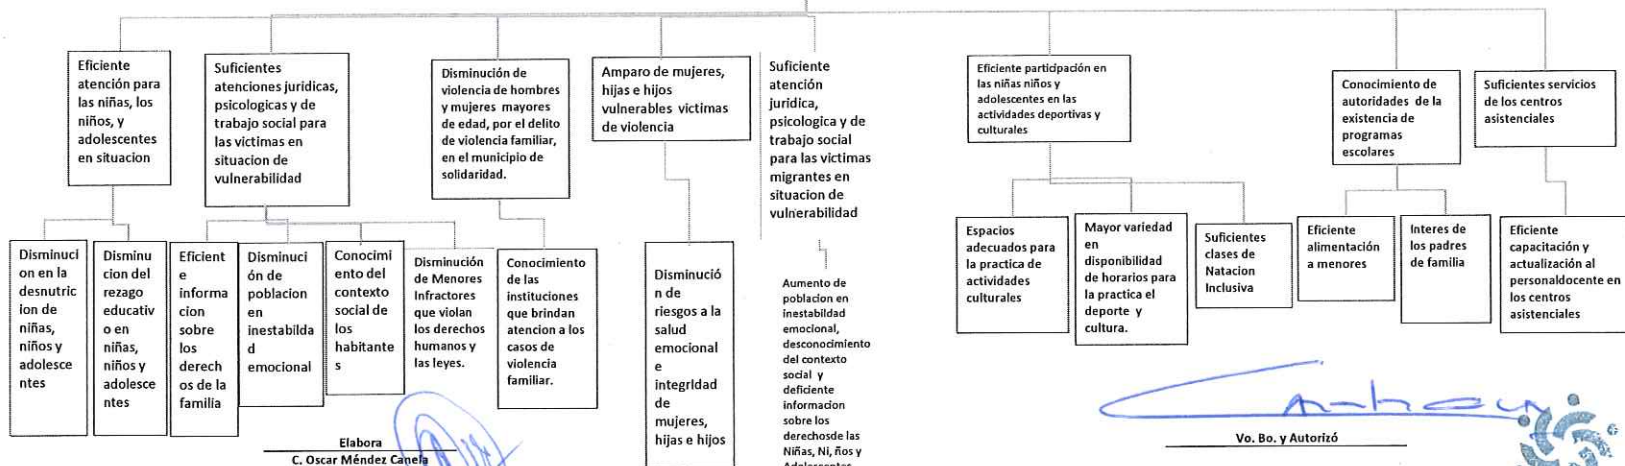 Eficiente
atención para
las niñas, los
niños, y
adolescentes
en situacion
Suficientes
atenciones juridicas,
psicologicas y de
trabajo social para
las victimas en
situacion de
vulnerabilidad
Disminución de
violencia de hombres
y mujeres mayores
de edad, por el delito
de violencia familiar,
en el municipio de
solidaridad.
Amparo de mujeres,
hijas e hijos
vulnerables victimas
de violencia
Suficiente
atención
juridica,
psicologica y de
trabajo social
para las victimas
migrantes en
situacion de
vulnerabilidad
Eficiente participación en
las niñas niños y
adolescentes en las
actividades deportivas y
culturales
Conocimiento de
autoridades de la
existencia de
programas
escolares
Suficientes servicios
de los centros
asistenciales
Disminuci
on en la
desnutric
ion de
niñas,
niños y
adolesce
ntes
Disminu
cion del
rezago
educativ
o en
niñas,
niños y
adolesce
ntes
Eficient
e
informa
cion
sobre
los
derech
os de la
familia
Disminuci
ón de
poblacion
en
inestabilda
d
emocional
Conocimi
ento del
contexto
social de
los
habitante
s
Disminución
de Menores
Infractores
que violan
los derechos
humanos y
las leyes.
Conocimiento
de las
instituciones
que brindan
atencion a los
casos de
violencia
familiar.
Disminució
n de
riesgos a la
salud
emocional
e
integridad
de
mujeres,
hijas e hijos
Aumento de
poblacion en
inestabildad
emocional,
desconocimiento
del contexto
social y
deficiente
informacion
sobre los
derechosde las
Niñas, Ni, ños y
Adolescentes
Espacios
adecuados para
la practica de
actividades
culturales
Mayor variedad
en
disponibilidad
de horarios para
la practica el
deporte y
cultura.
Suficientes
clases de
Natacion
Inclusiva
Eficiente
alimentación
a menores
Interes de
los padres
de familia
Eficiente
capacitación y
actualización al
personaldocente en
los centros
asistenciales
Elabora
C. Oscar Méndez Canela
Vo. Bo. y Autorizó